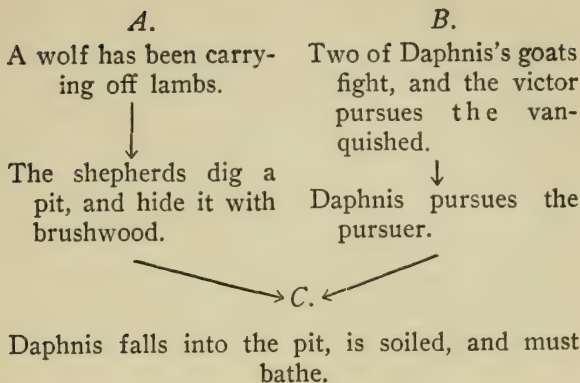 A.
A wolf has been carry-
ing off lambs.
The shepherds dig a
pit, and hide it with
brushwood.
B.
Two of Daphnis's goats
fight, and the victor
pursues the van-
quished.
Daphnis pursues the
pursuer.
C.
Daphnis falls into the pit, is soiled, and must
bathe.